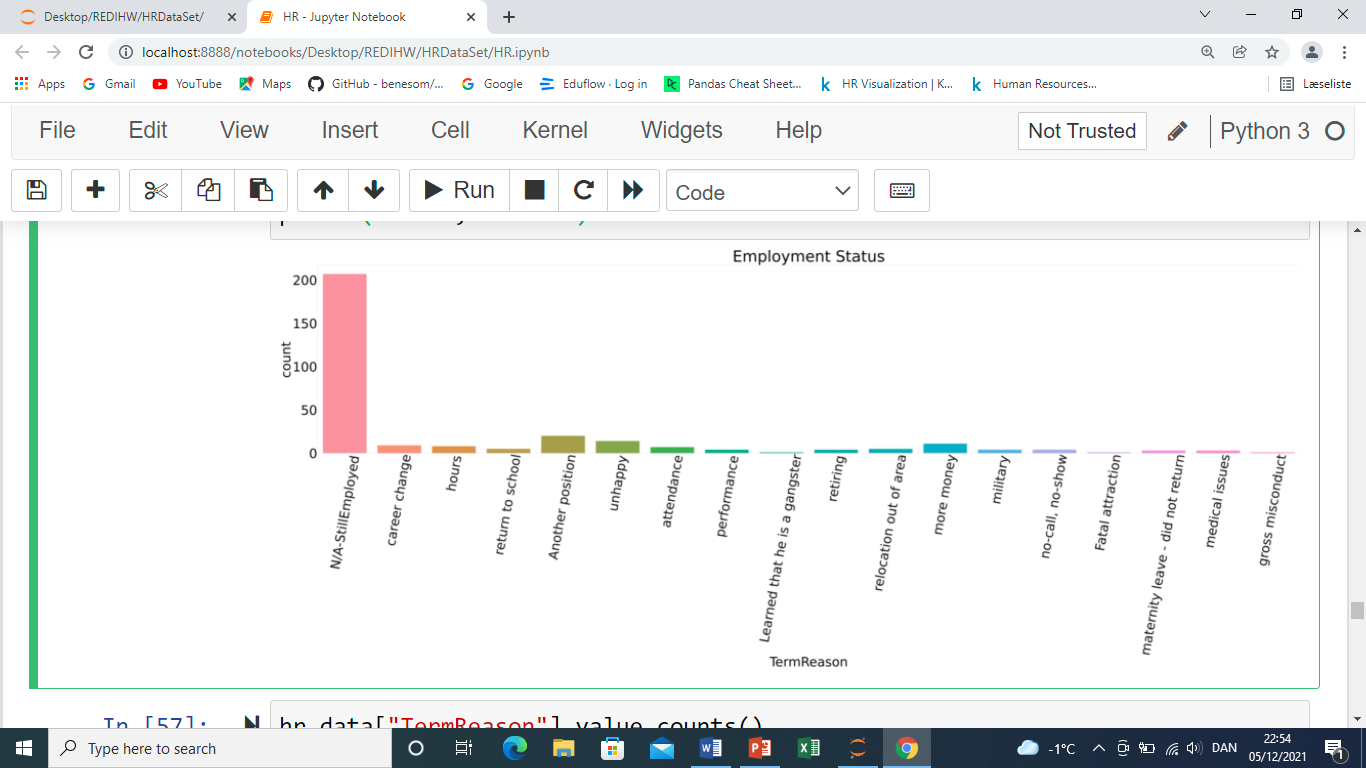 Desktop/REDIHW/HRDataSet/
HR - Jupyter Notebook
localhost:8888/notebooks/Desktop/REDIHW/HRDataSet/HR.ipynb
Apps Gmail YouTube Maps GitHub - benesom/... Google Eduflow · Log in Pandas Cheat Sheet... HR Visualization | K... Human Resources... Læseliste
File Edit View Insert Cell Kernel Widgets Help Not Trusted Python 3
Run Code
Employment Status
200
150
100
50
0
count
N/A-StillEmployed
career change
hours
return to school
Another position
unhappy
attendance
performance
Learned that he is a gangster
retiring
relocation out of area
more money
military
no-call, no-show
Fatal attraction
maternity leave - did not return
medical issues
gross misconduct
TermReason
In [57]: hr_data["TermReason"].value_counts()
Type here to search
-1°C DAN 22:54
05/12/2021
1